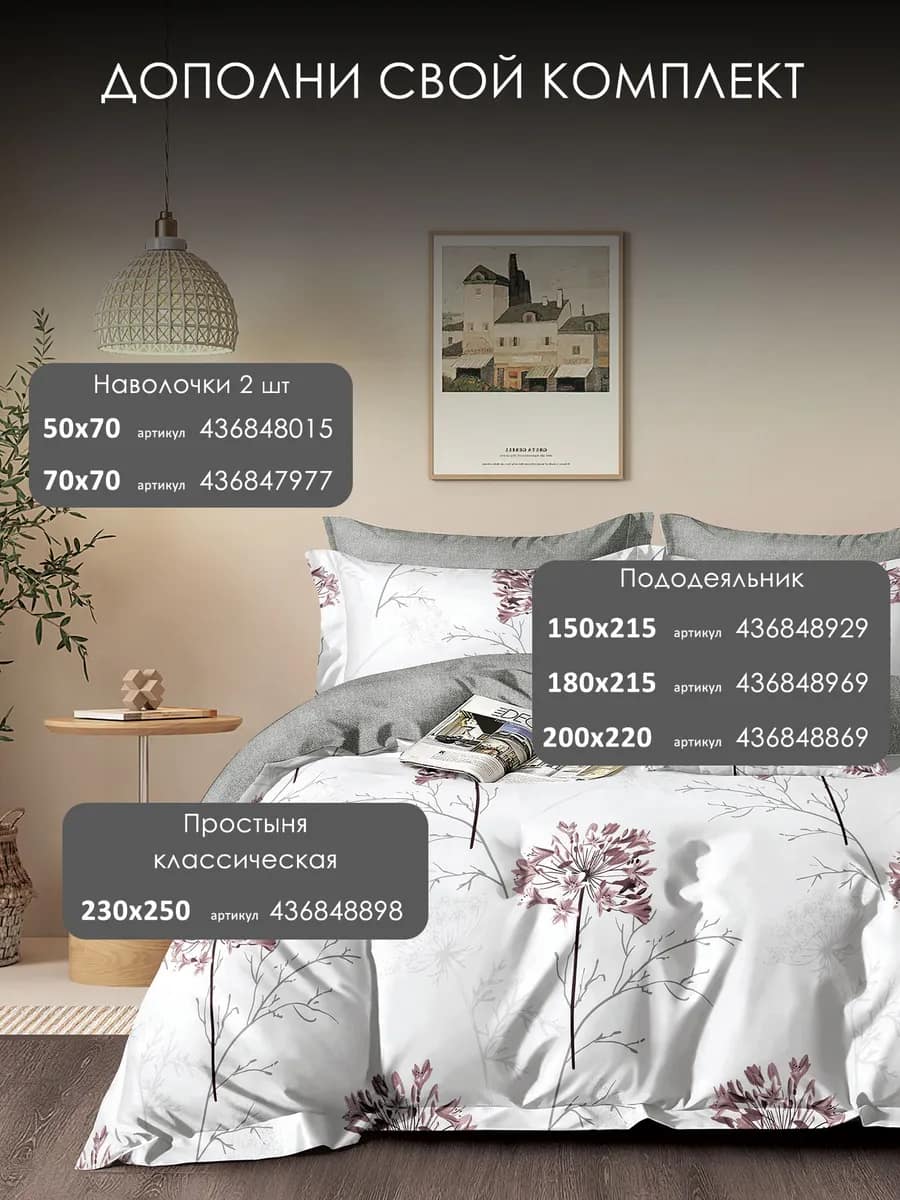 ДОПОЛНИ СВОЙ КОМПЛЕКТ
Наволочки 2 шт
50x70 артикул 436848015
70x70 артикул 436847977
Пододеяльник
150x215 артикул 436848929
180x215 артикул 436848969
200x220 артикул 436848869
Простыня
классическая
230x250 артикул 436848898